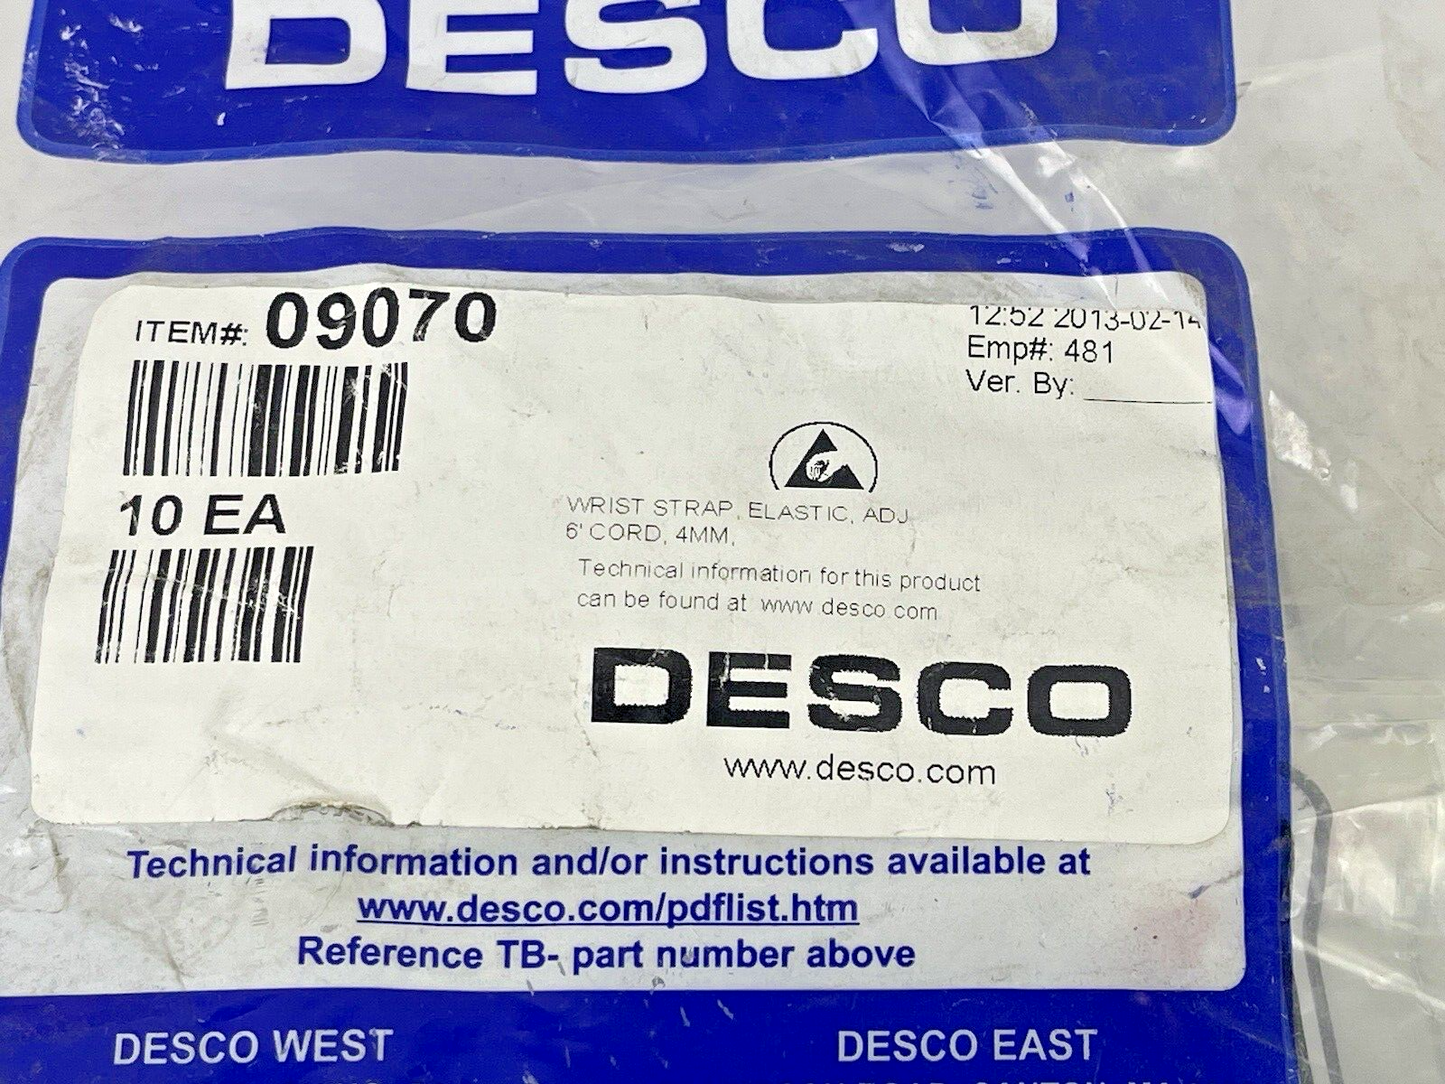 DESCO
ITEM#: 09070
12:52 2013-02-14
Emp#: 481
Ver. By:
10 EA
WRIST STRAP, ELASTIC, ADJ,
6' CORD, 4MM,
Technical information for this product
can be found at www.desco.com
DESCO
www.desco.com
Technical information and/or instructions available at
www.desco.com/pdflist.htm
Reference TB- part number above
DESCO WEST
DESCO EAST